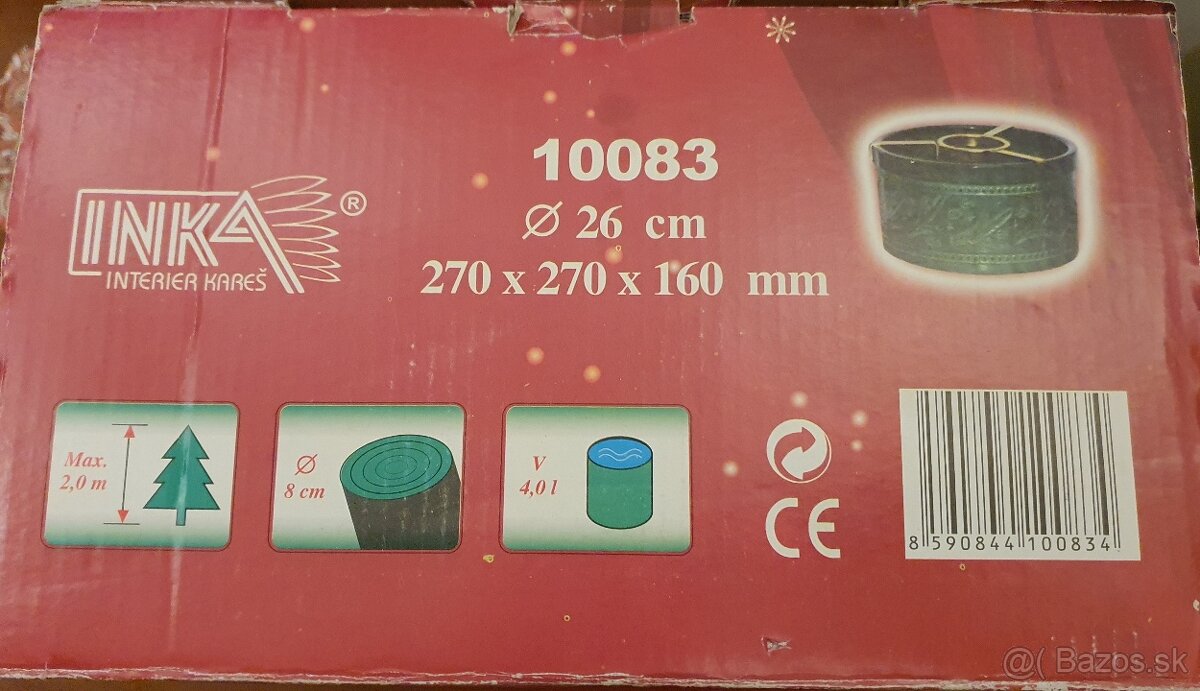 INKA®
INTERIER KAREŠ
10083
∅ 26 cm
270 x 270 x 160 mm
Max.
2,0 m
∅
8 cm
V
4,0 l
CE
8 590844 100834
@( Bazos.sk